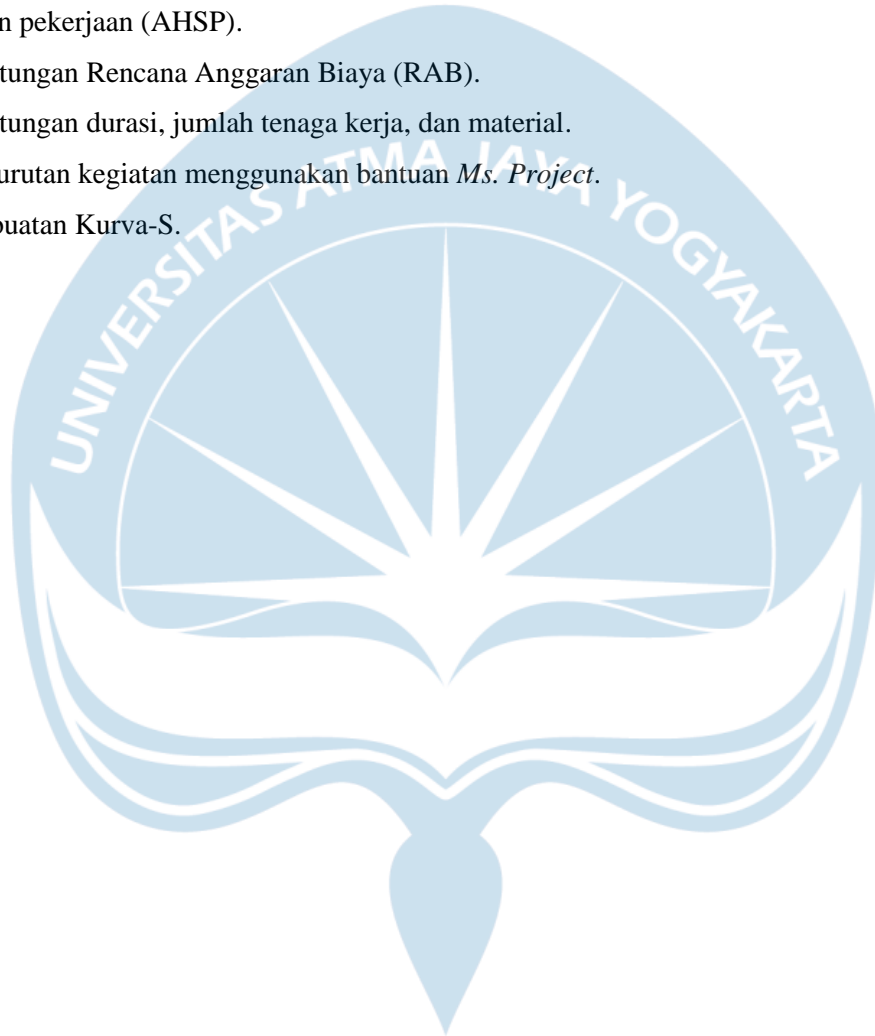 n pekerjaan (AHSP).
tungan Rencana Anggaran Biaya (RAB).
tungan durasi, jumlah tenaga kerja, dan material.
urutan kegiatan menggunakan bantuan Ms. Project.
buatan Kurva-S.
UNIVERSITAS ATMA JAYA YOGYAKARTA